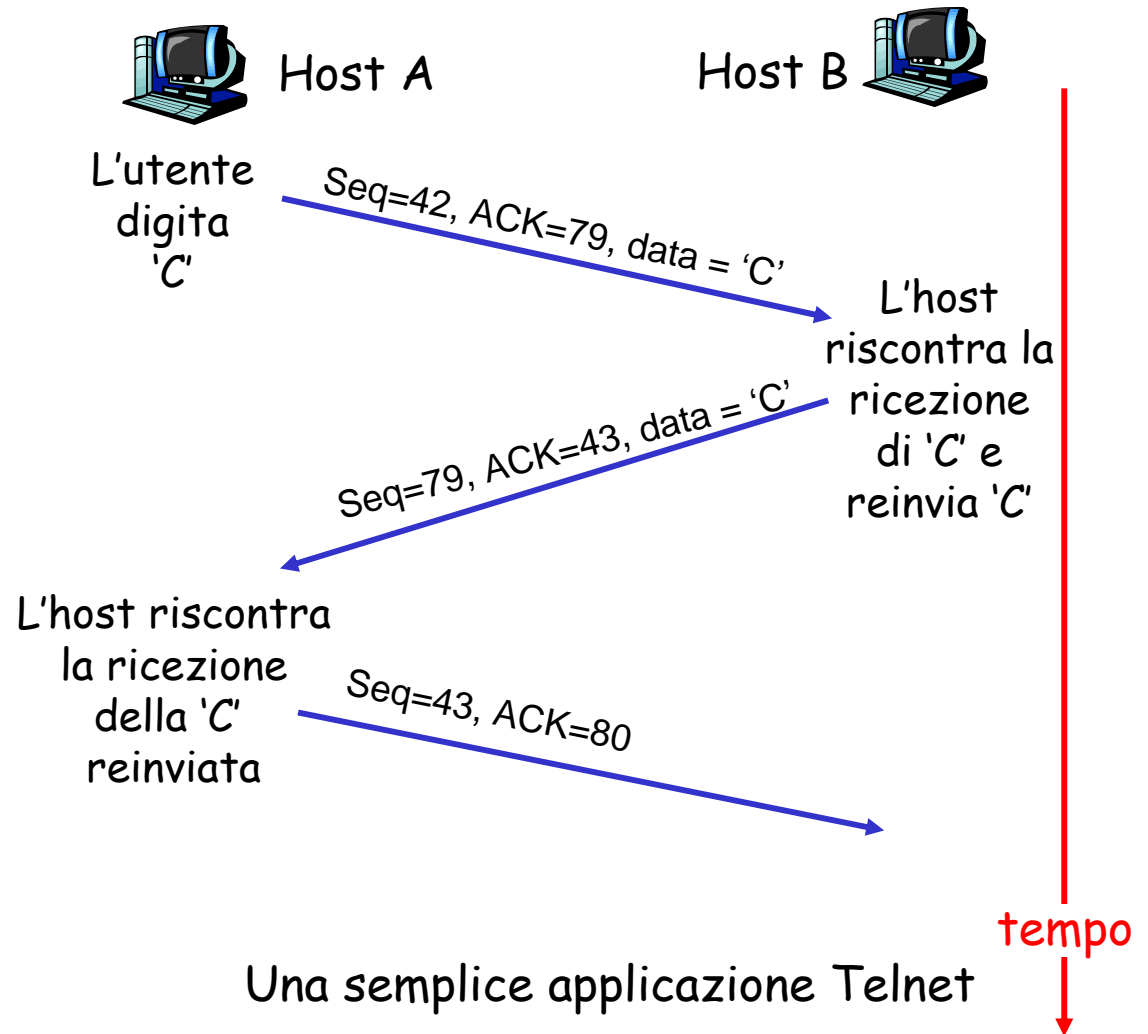 Host A
Host B
L'utente
digita
‘C’
Seq=42, ACK=79, data = ‘C’
L'host
riscontra la
ricezione
di ‘C’ e
reinvia ‘C’
Seq=79, ACK=43, data = ‘C’
L'host riscontra
la ricezione
della ‘C’
reinviata
Seq=43, ACK=80
tempo
Una semplice applicazione Telnet